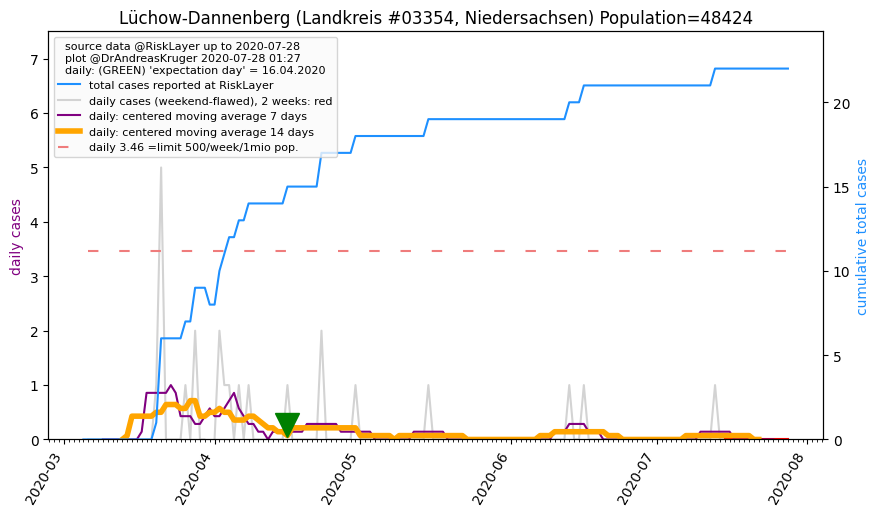 Lüchow-Dannenberg (Landkreis #03354, Niedersachsen) Population=48424
source data @RiskLayer up to 2020-07-28
plot @DrAndreasKruger 2020-07-28 01:27
daily: (GREEN) 'expectation day' = 16.04.2020
total cases reported at RiskLayer
daily cases (weekend-flawed), 2 weeks: red
daily: centered moving average 7 days
daily: centered moving average 14 days
daily 3.46 =limit 500/week/1mio pop.
daily cases
7
6
5
4
3
2
1
0
20
15
10
5
0
cumulative total cases
2020-03
2020-04
2020-05
2020-06
2020-07
2020-08